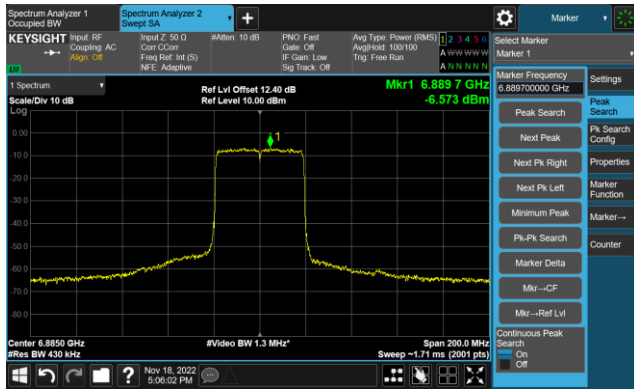 Spectrum Analyzer 1
Occupied BW
Spectrum Analyzer 2
Swept SA
Marker
KEYSIGHT
Input: RF
Coupling: AC
Align: Off
Input Z: 50 Ω
Corr CCorr
Freq Ref: Int (S)
NFE: Adaptive
#Atten: 10 dB
PNO: Fast
Gate: Off
IF Gain: Low
Sig Track: Off
Avg Type: Power (RMS)
Avg|Hold: 100/100
Trig: Free Run
1 2 3 4 5 6
A W W W W W
A N N N N N
Select Marker
Marker 1
1 Spectrum
Scale/Div 10 dB
Log
Ref Lvl Offset 12.40 dB
Ref Level 10.00 dBm
Mkr1 6.889 7 GHz
-6.573 dBm
0.00
-10.0
-20.0
-30.0
-40.0
-50.0
-60.0
-70.0
-80.0
1
Center 6.8850 GHz
#Res BW 430 kHz
#Video BW 1.3 MHz*
Span 200.0 MHz
Sweep ~1.71 ms (2001 pts)
Marker Frequency
6.889700000 GHz
Peak Search
Next Peak
Next Pk Right
Next Pk Left
Minimum Peak
Pk-Pk Search
Marker Delta
Mkr→CF
Mkr→Ref Lvl
Continuous Peak
Search
On
Off
Settings
Peak
Search
Pk Search
Config
Properties
Marker
Function
Marker→
Counter
?
Nov 18, 2022
5:06:02 PM